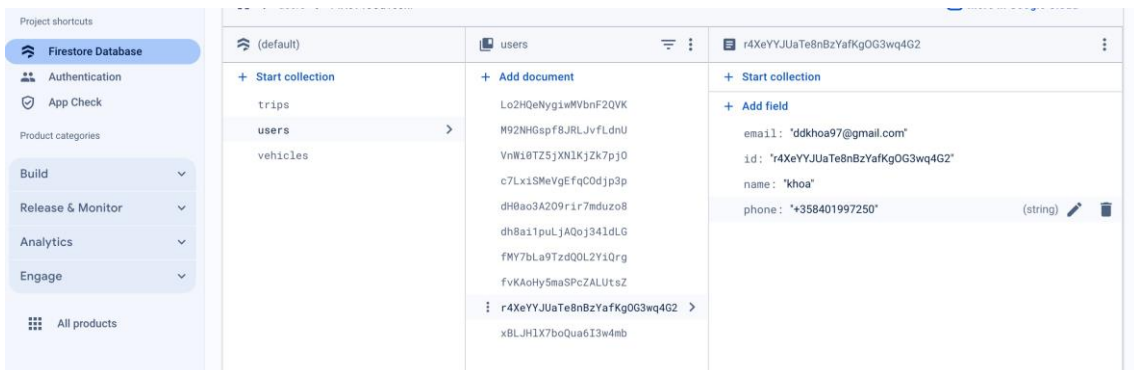 Project shortcuts
Firestore Database
Authentication
App Check
Product categories
Build
Release & Monitor
Analytics
Engage
All products
(default)
+ Start collection
trips
users
vehicles
users
+ Add document
Lo2HQeNygiwMVbnF2QVK
M92NHGspf8JRLJvfLdnU
VnWi0TZ5jXNlKjZk7pjO
c7LxiSMeVgEfqCOdjp3p
dH0ao3A2O9rir7mduzo8
dh8ai1puLjAQoj34ldLG
fMY7bLa9TzdQOL2YiQrg
fvKAoHy5maSPcZALUtsZ
r4XeYYJUaTe8nBzYafKgOG3wq4G2
xBLJHlX7boQua6I3w4mb
r4XeYYJUaTe8nBzYafKgOG3wq4G2
+ Start collection
+ Add field
email: "ddkhoa97@gmail.com"
id: "r4XeYYJUaTe8nBzYafKgOG3wq4G2"
name: "khoa"
phone: "+358401997250" (string)